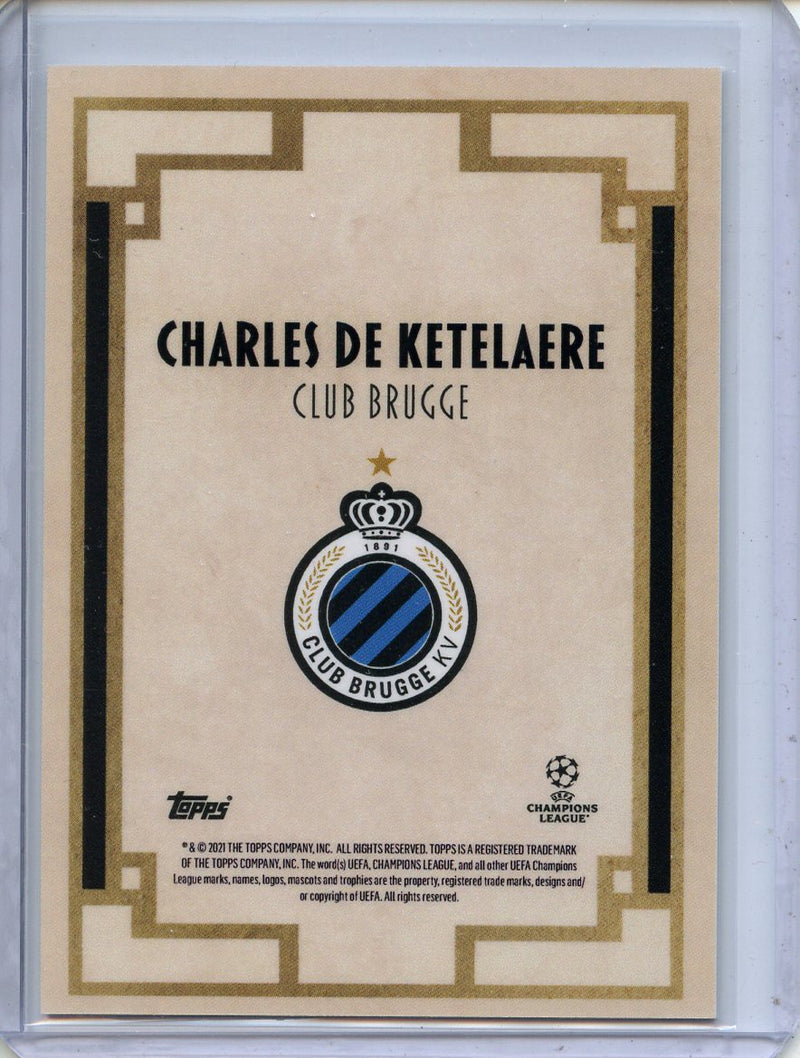 CHARLES DE KETELAERE
CLUB BRUGGE
1891
CLUB BRUGGE KV
topps®
UEFA
CHAMPIONS
LEAGUE®
®& © 2021 THE TOPPS COMPANY, INC. ALL RIGHTS RESERVED. TOPPS IS A REGISTERED TRADEMARK
OF THE TOPPS COMPANY, INC. The word(s) UEFA, CHAMPIONS LEAGUE, and all other UEFA Champions
League marks, names, logos, mascots and trophies are the property, registered trade marks, designs and/
or copyright of UEFA. All rights reserved.